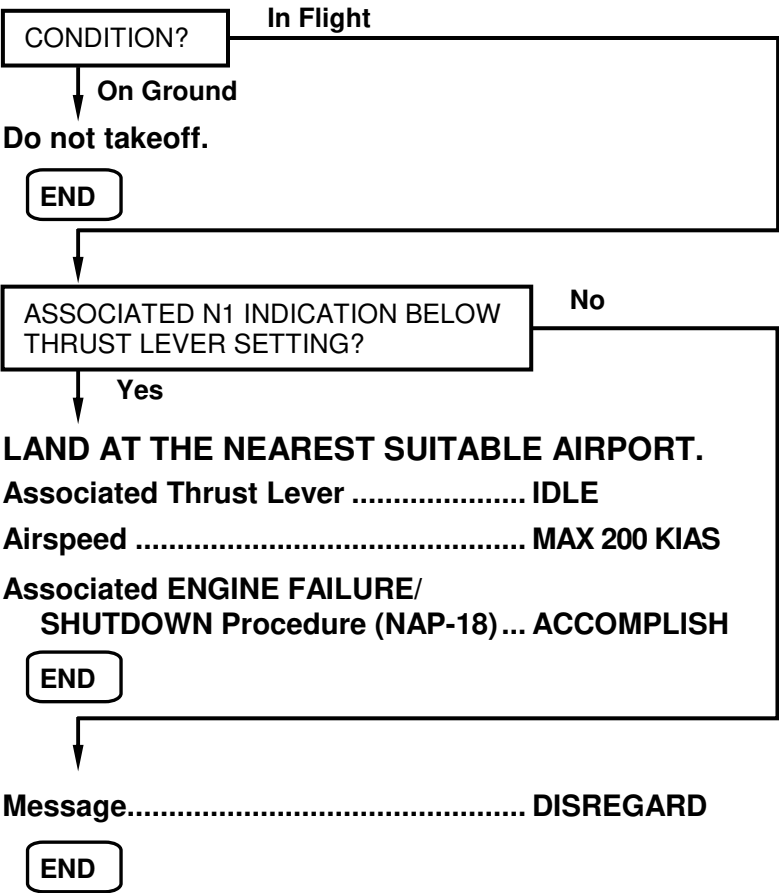 In Flight
CONDITION?
On Ground
Do not takeoff.
END
ASSOCIATED N1 INDICATION BELOW
THRUST LEVER SETTING?
No
Yes
LAND AT THE NEAREST SUITABLE AIRPORT.
Associated Thrust Lever ..................... IDLE
Airspeed ............................................... MAX 200 KIAS
Associated ENGINE FAILURE/
SHUTDOWN Procedure (NAP-18) ... ACCOMPLISH
END
Message................................................ DISREGARD
END